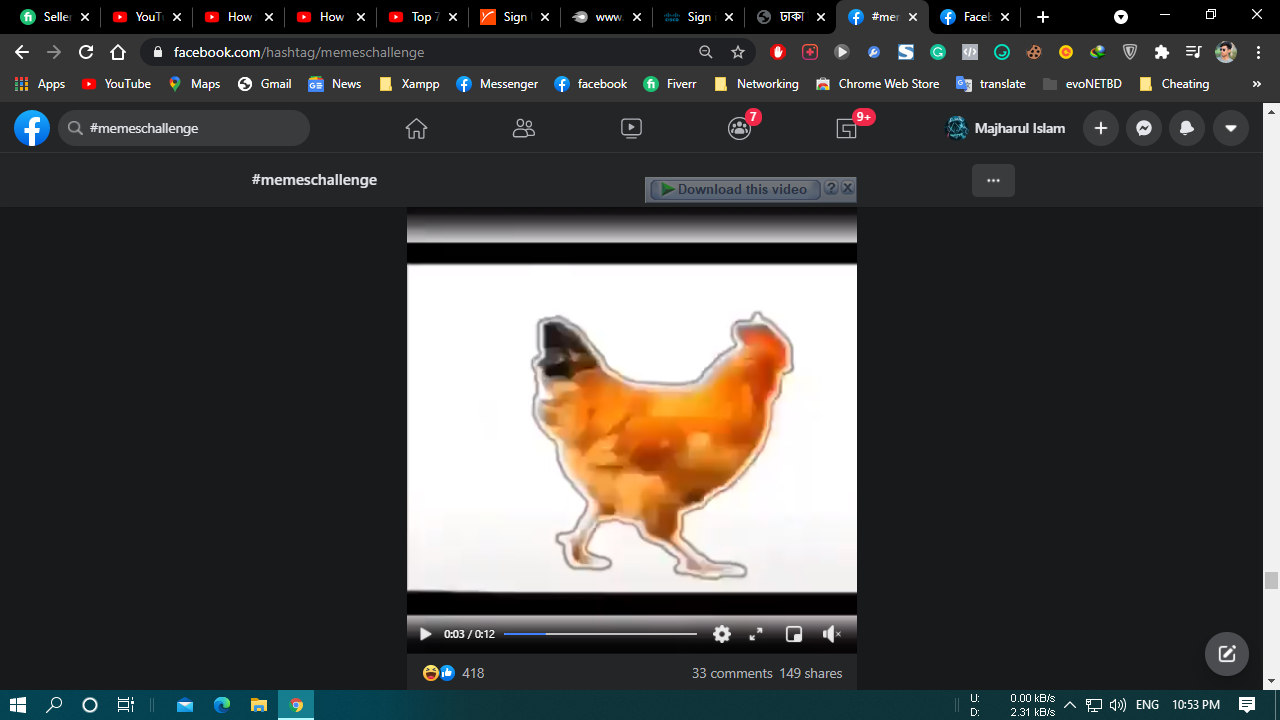 Seller
YouTu
How
How
Top 7
Sign I
www.
Sign
ঢাকা
#mer
Faceb
facebook.com/hashtag/memeschallenge
Apps
YouTube
Maps
Gmail
News
Xampp
Messenger
facebook
Fiverr
Networking
Chrome Web Store
translate
evoNETBD
Cheating
»
#memeschallenge
7
9+
Majharul Islam
#memeschallenge
Download this video ? X
0:03 / 0:12
418
33 comments 149 shares
U: 0.00 kB/s
D: 2.31 kB/s
ENG
10:53 PM